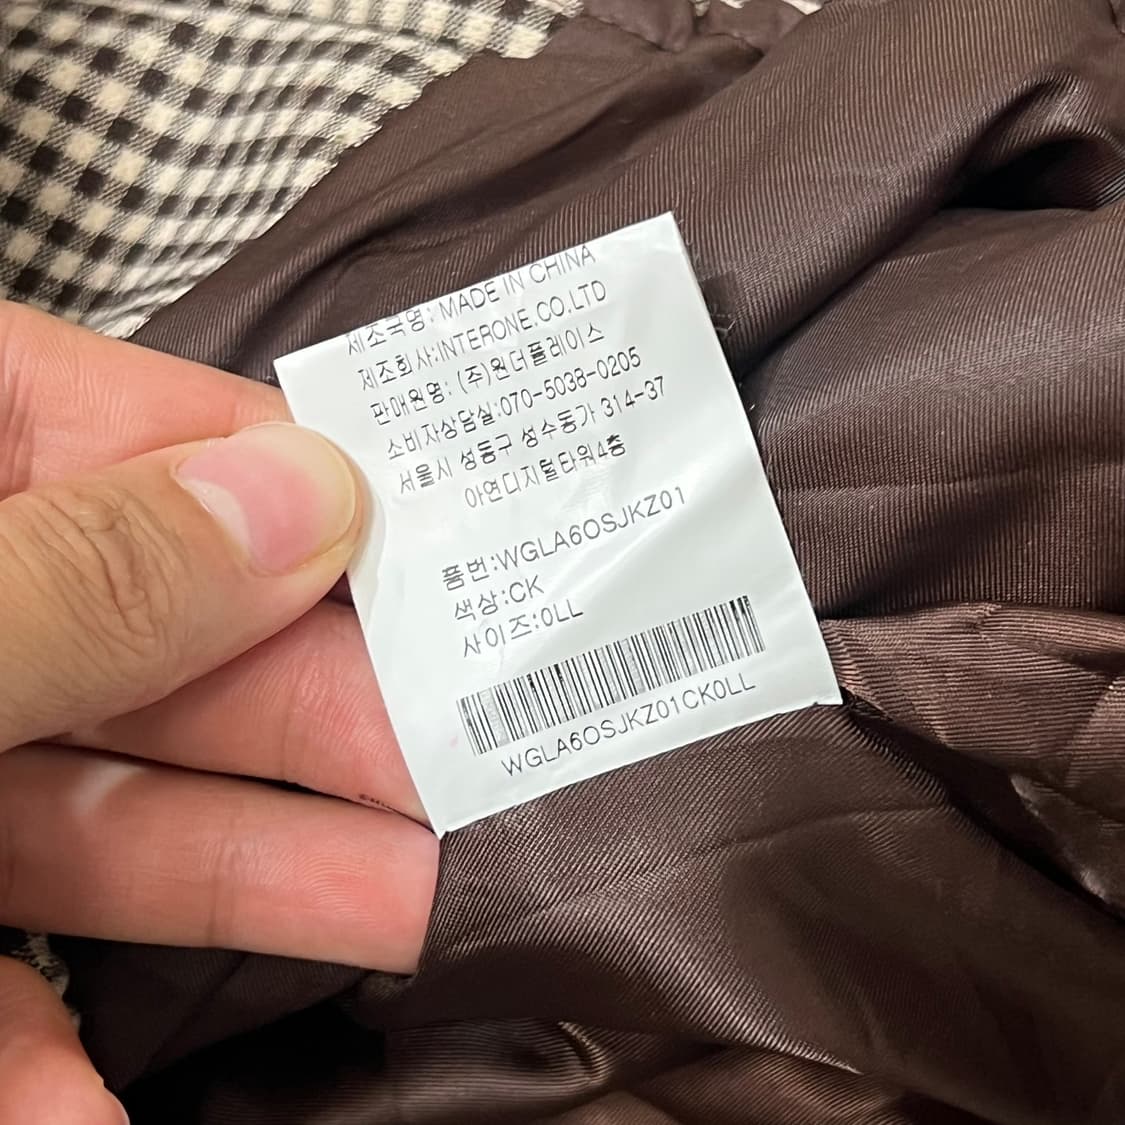 제조국명: MADE IN CHINA
제조회사:INTERONE.CO.LTD
판매원명: (주)원더플레이스
소비자상담실:070-5038-0205
서울시 성동구 성수동가 314-37
아연디지털타워4층
품번:WGLA6OSJKZ01
색상:CK
사이즈:0LL
WGLA6OSJKZ01CK0LL